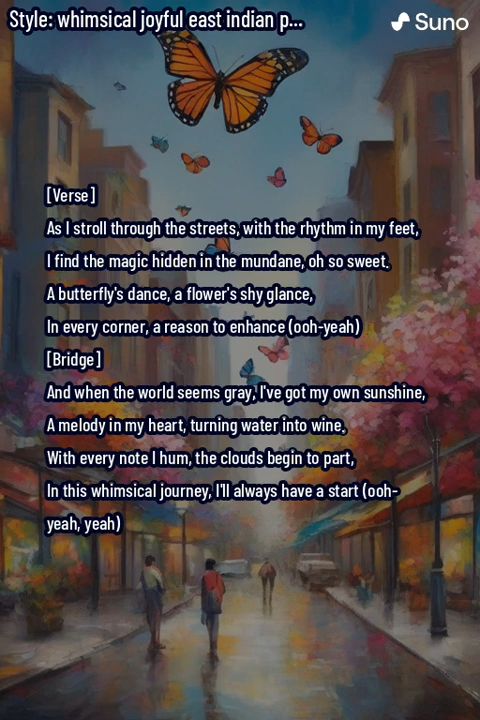 Style: whimsical joyful east indian p...
Suno
[Verse]
As I stroll through the streets, with the rhythm in my feet,
I find the magic hidden in the mundane, oh so sweet.
A butterfly's dance, a flower's shy glance,
In every corner, a reason to enhance (ooh-yeah)
[Bridge]
And when the world seems gray, I've got my own sunshine,
A melody in my heart, turning water into wine.
With every note I hum, the clouds begin to part,
In this whimsical journey, I'll always have a start (ooh-
yeah, yeah)